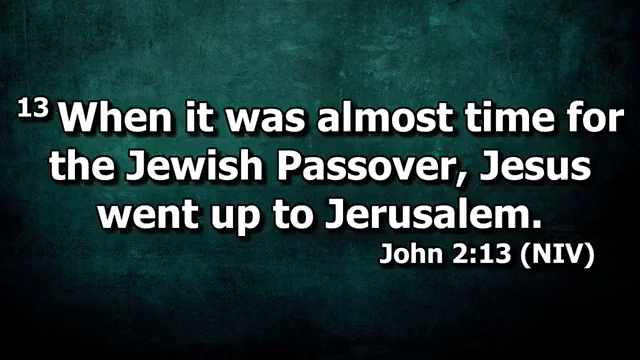 13 When it was almost time for
the Jewish Passover, Jesus
went up to Jerusalem.
John 2:13 (NIV)